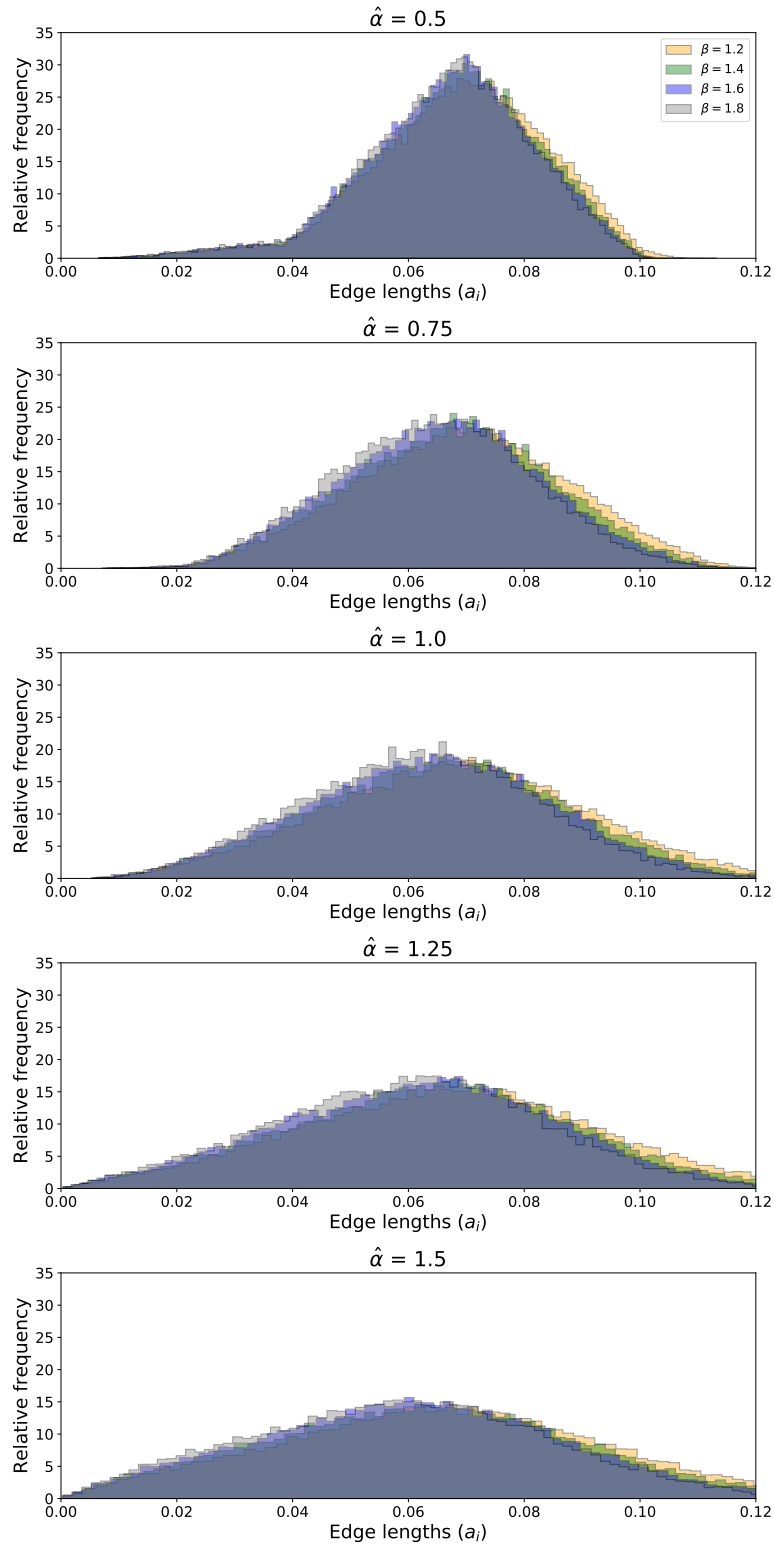 α̂ = 0.5
35
30
25
20
15
10
5
0
Relative frequency
β = 1.2
β = 1.4
β = 1.6
β = 1.8
0.00 0.02 0.04 0.06 0.08 0.10 0.12
Edge lengths (aᵢ)
α̂ = 0.75
35
30
25
20
15
10
5
0
Relative frequency
0.00 0.02 0.04 0.06 0.08 0.10 0.12
Edge lengths (aᵢ)
α̂ = 1.0
35
30
25
20
15
10
5
0
Relative frequency
0.00 0.02 0.04 0.06 0.08 0.10 0.12
Edge lengths (aᵢ)
α̂ = 1.25
35
30
25
20
15
10
5
0
Relative frequency
0.00 0.02 0.04 0.06 0.08 0.10 0.12
Edge lengths (aᵢ)
α̂ = 1.5
35
30
25
20
15
10
5
0
Relative frequency
0.00 0.02 0.04 0.06 0.08 0.10 0.12
Edge lengths (aᵢ)